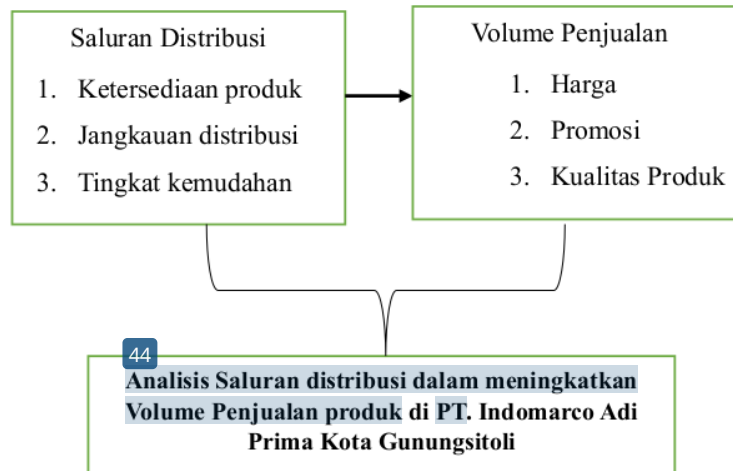 Saluran Distribusi
1. Ketersediaan produk
2. Jangkauan distribusi
3. Tingkat kemudahan
Volume Penjualan
1. Harga
2. Promosi
3. Kualitas Produk
44
Analisis Saluran distribusi dalam meningkatkan
Volume Penjualan produk di PT. Indomarco Adi
Prima Kota Gunungsitoli